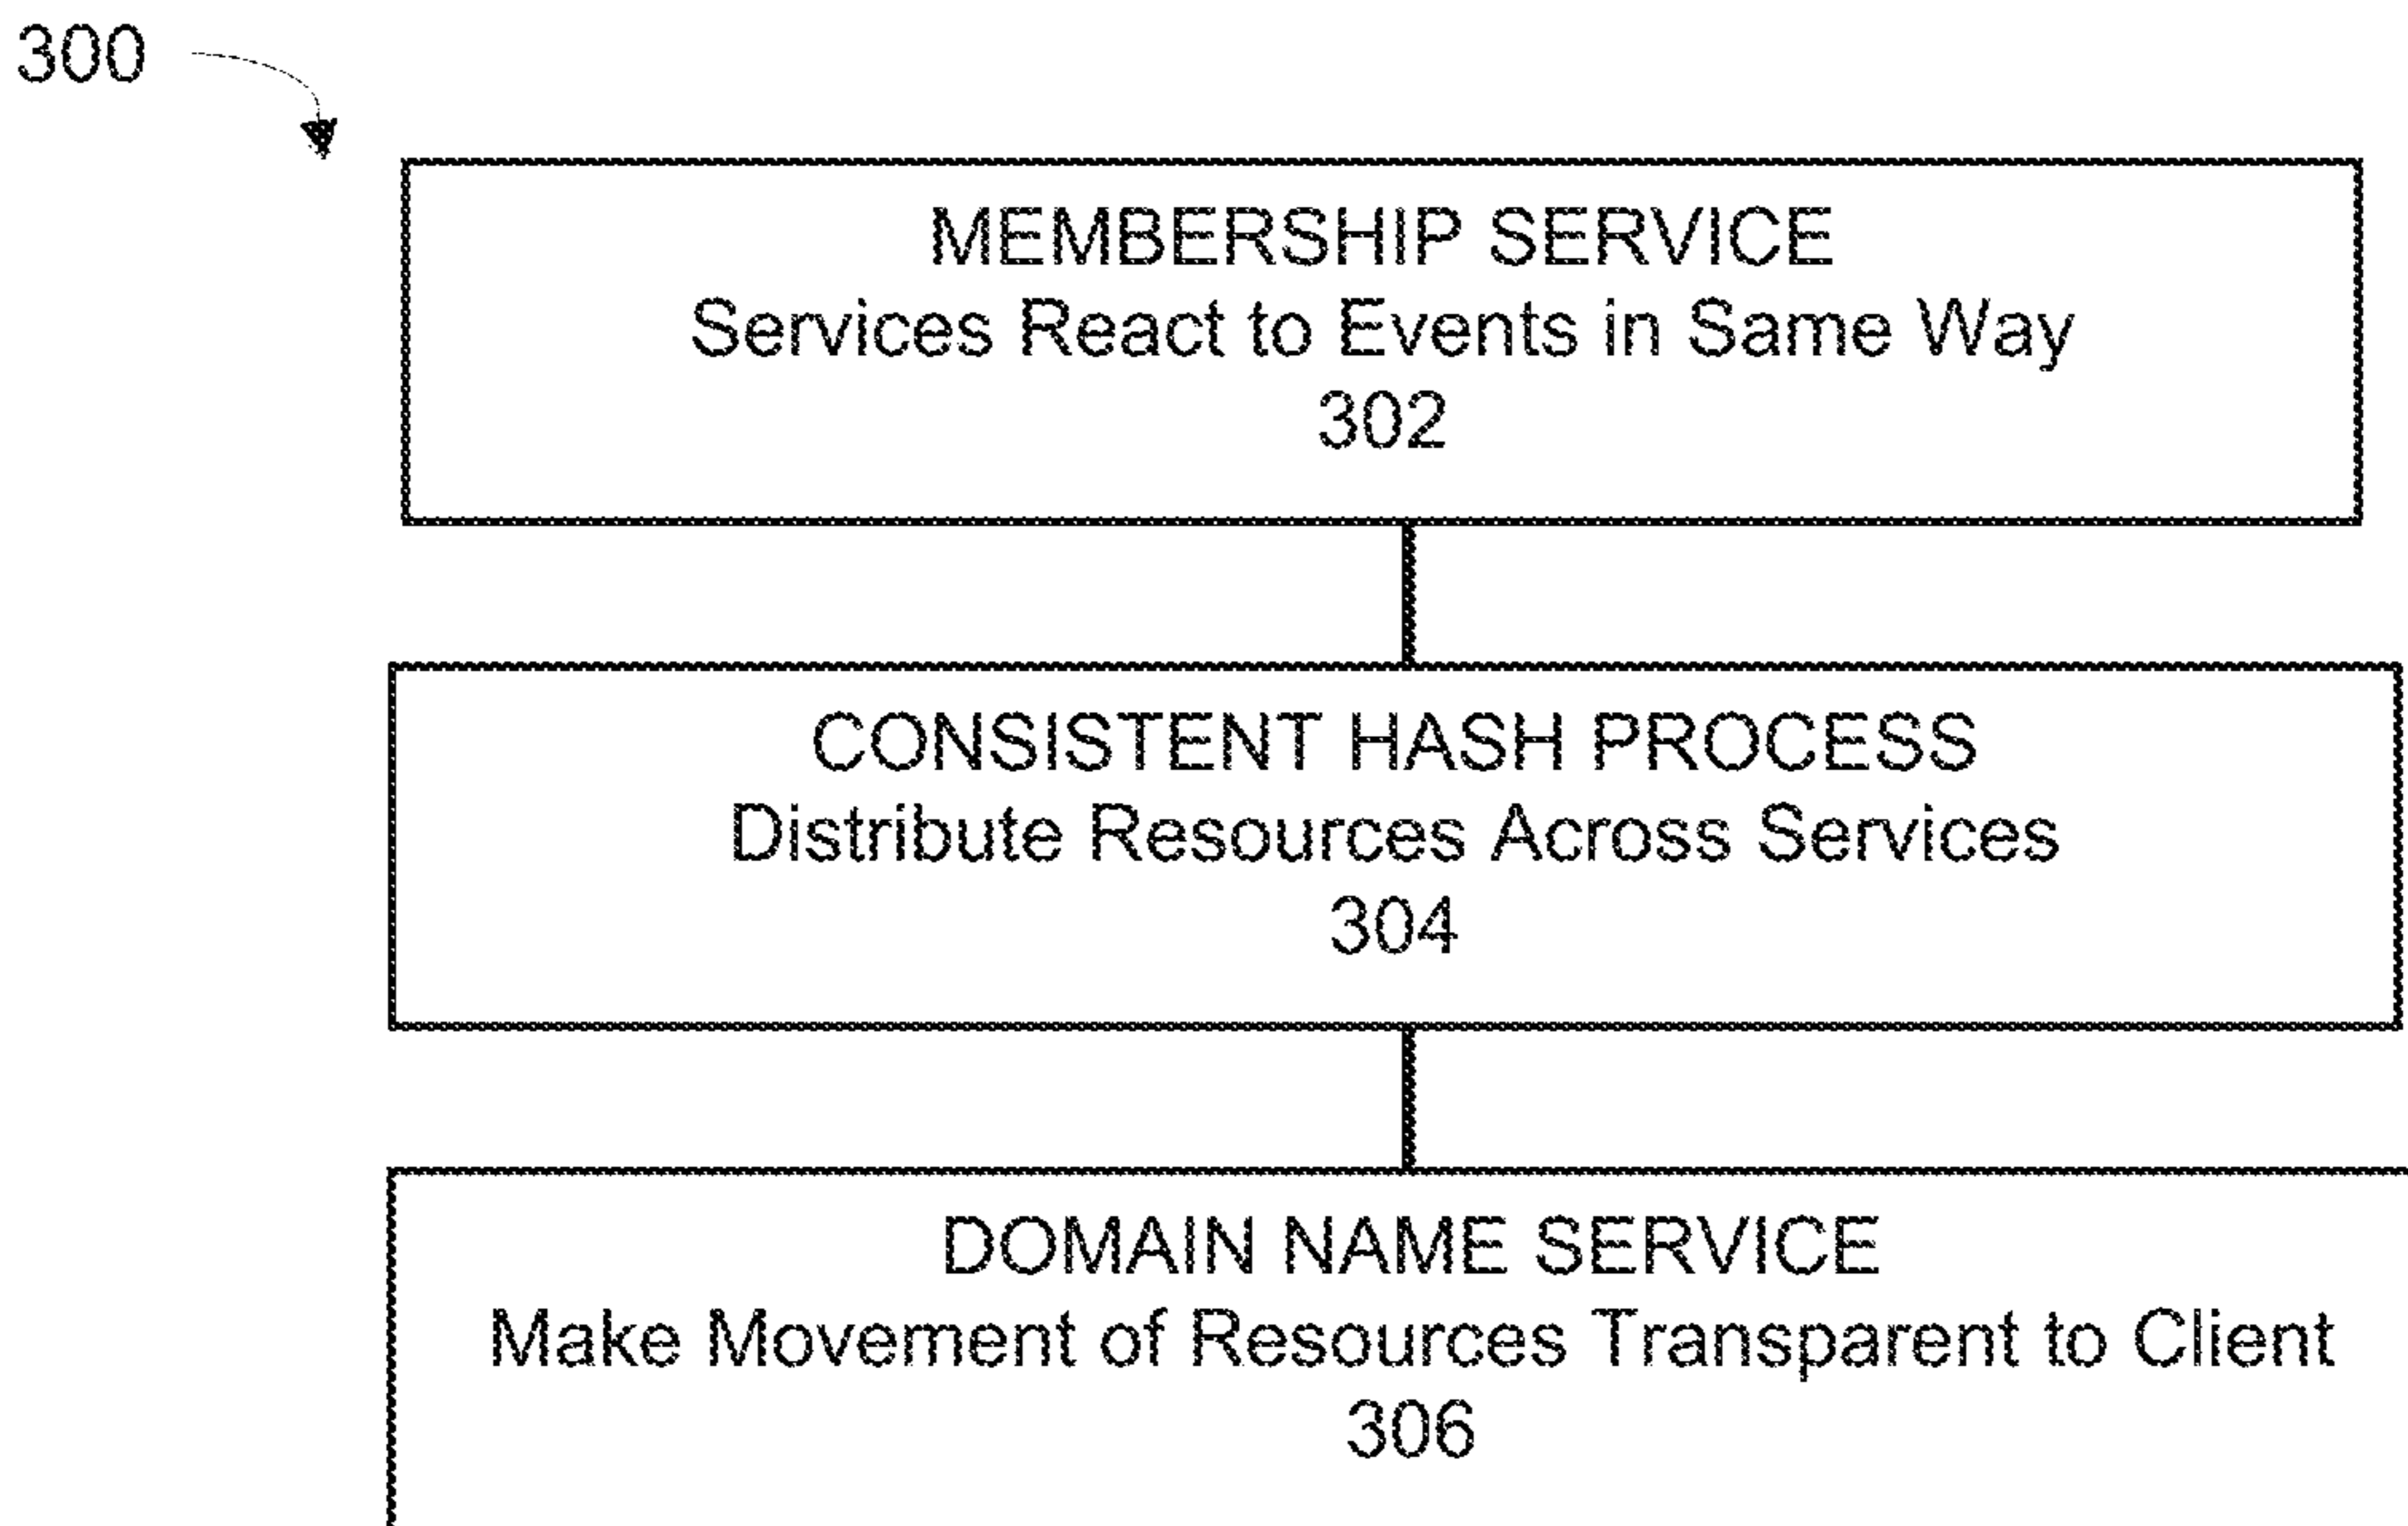 300
MEMBERSHIP SERVICE
Services React to Events in Same Way
302
CONSISTENT HASH PROCESS
Distribute Resources Across Services
304
DOMAIN NAME SERVICE
Make Movement of Resources Transparent to Client
306